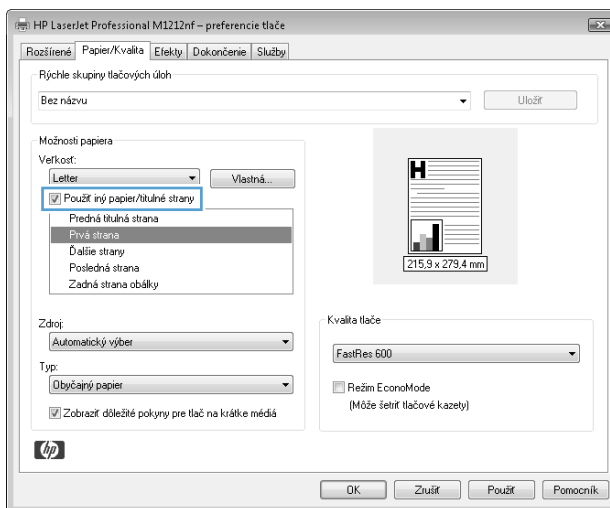 HP LaserJet Professional M1212nf – preferencie tlače
Rozšírené Papier/Kvalita Efekty Dokončenie Služby
Rýchle skupiny tlačových úloh
Bez názvu
Uložiť
Možnosti papiera
Veľkosť:
Letter
Vlastná...
Použiť iný papier/titulné strany
Predná titulná strana
Prvá strana
Ďalšie strany
Posledná strana
Zadná strana obálky
H
215,9 x 279,4 mm
Zdroj:
Automatický výber
Typ:
Obyčajný papier
Zobraziť dôležité pokyny pre tlač na krátke médiá
Kvalita tlače
FastRes 600
Režim EconoMode
(Môže šetriť tlačové kazety)
hp
OK Zrušiť Použiť Pomocník